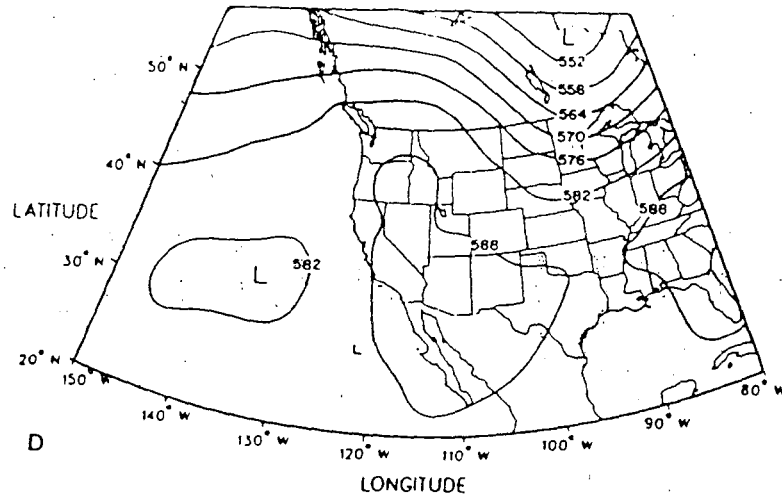 L
552
50° N
558
564
570
576
40° N
582
LATITUDE
588
588
30° N
L
582
L
20° N
150° W
80° W
140° W
90° W
130° W
100° W
120° W
110° W
D
LONGITUDE